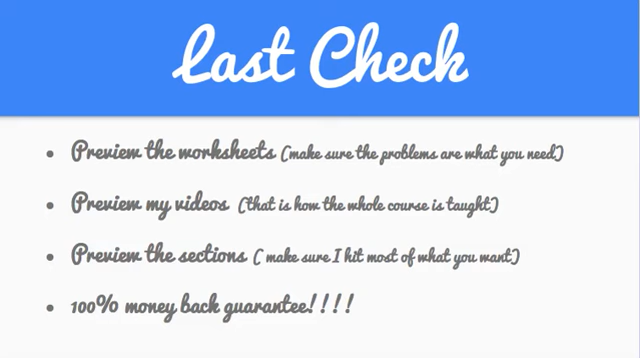 Last Check
• Preview the worksheets (make sure the problems are what you need)
• Preview my videos (that is how the whole course is taught)
• Preview the sections ( make sure I hit most of what you want)
• 100% money back guarantee!!!!